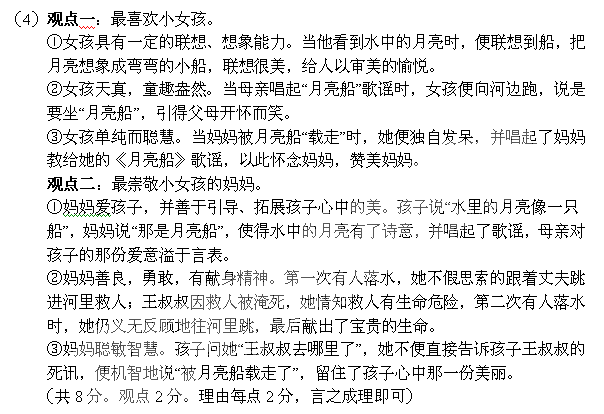 （4）观点一：最喜欢小女孩。
①女孩具有一定的联想、想象能力。当他看到水中的月亮时，便联想到船，把
月亮想象成弯弯的小船，联想很美，给人以审美的愉悦。
②女孩天真，童趣盎然。当母亲唱起“月亮船”歌谣时，女孩便向河边跑，说是
要坐“月亮船”，引得父母开怀而笑。
③女孩单纯而聪慧。当妈妈被月亮船“载走”时，她便独自发呆，并唱起了妈妈
教给她的《月亮船》歌谣，以此怀念妈妈，赞美妈妈。
观点二：最崇敬小女孩的妈妈。
①妈妈爱孩子，并善于引导、拓展孩子心中的美。孩子说“水里的月亮像一只
船”，妈妈说“那是月亮船”，使得水中的月亮有了诗意，并唱起了歌谣，母亲对
孩子的那份爱意溢于言表。
②妈妈善良，勇敢，有献身精神。第一次有人落水，她不假思索的跟着丈夫跳
进河里救人；王叔叔因救人被淹死，她情知救人有生命危险，第二次有人落水
时，她仍义无反顾地往河里跳，最后献出了宝贵的生命。
③妈妈聪敏智慧。孩子问她“王叔叔去哪里了”，她不便直接告诉孩子王叔叔的
死讯，便机智地说“被月亮船载走了”，留住了孩子心中那一份美丽。
（共8分。观点2分。理由每点2分，言之成理即可）